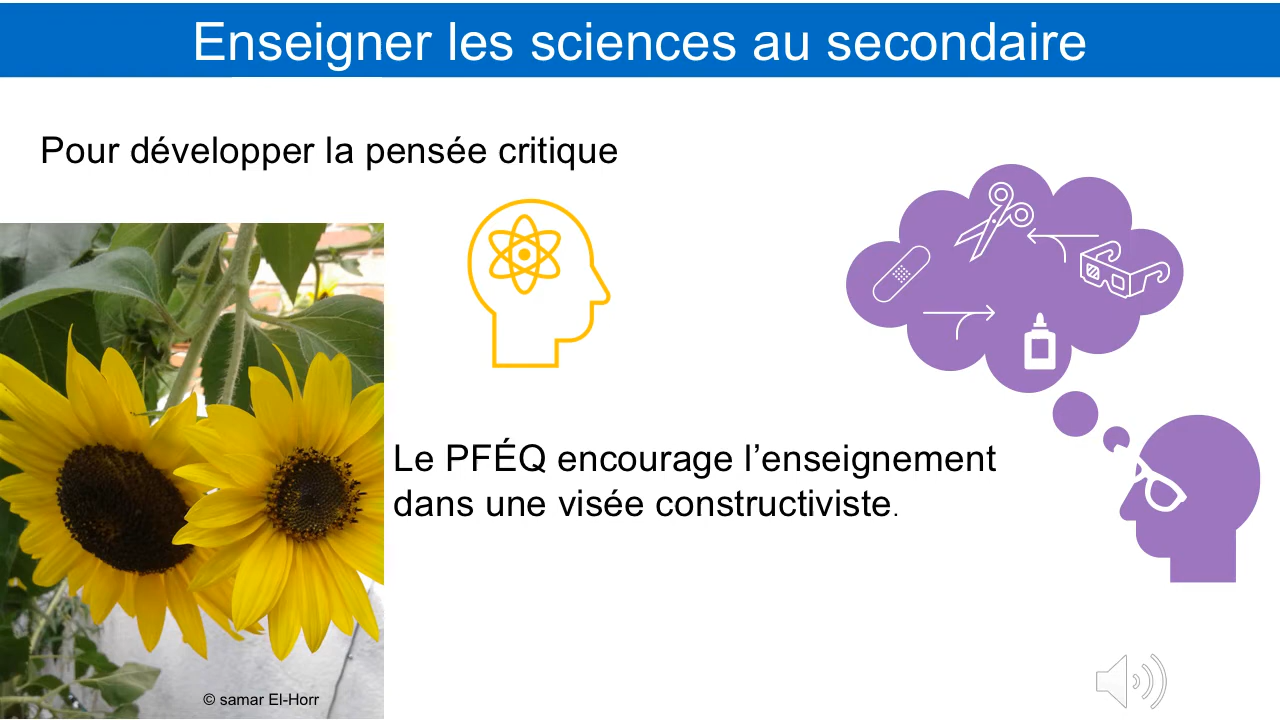 Enseigner les sciences au secondaire
Pour développer la pensée critique
Le PFÉQ encourage l’enseignement
dans une visée constructiviste.
© samar El-Horr